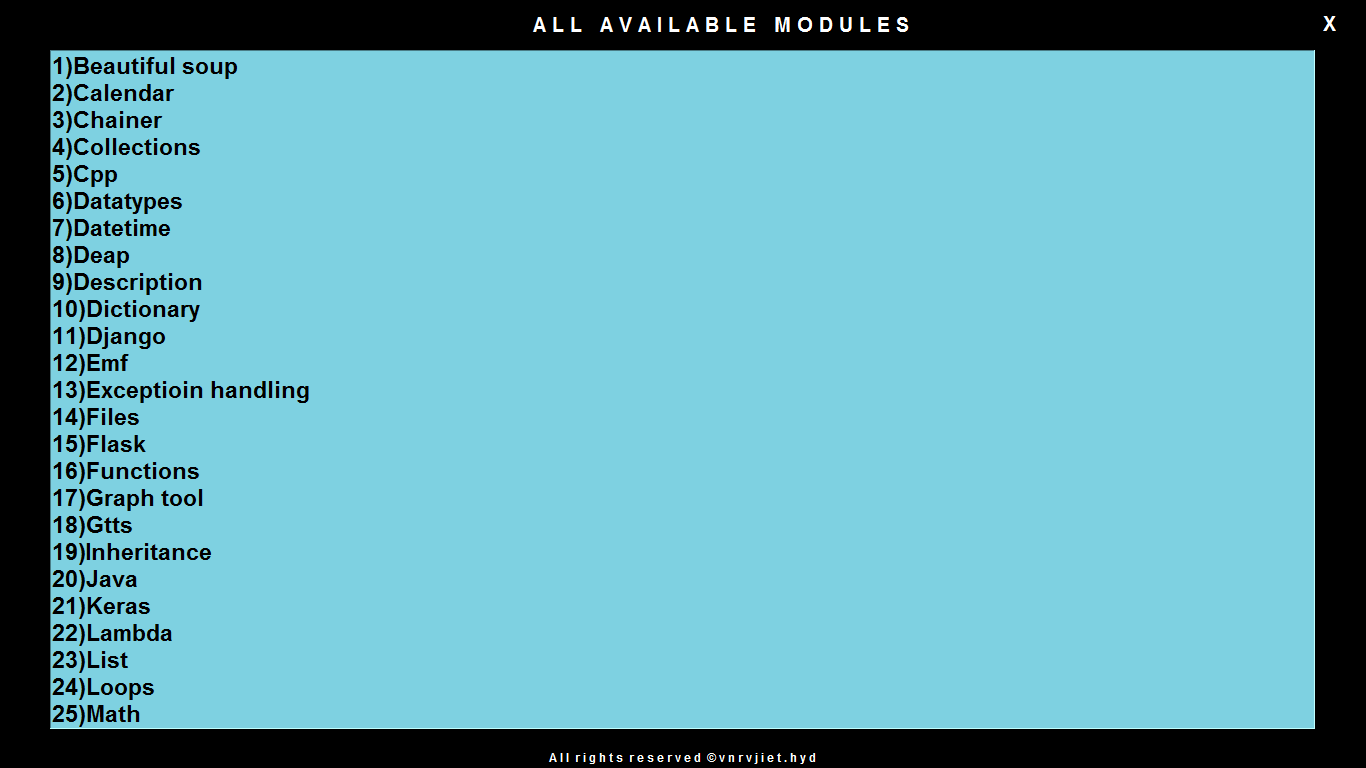 ALL AVAILABLE MODULES
X
1)Beautiful soup
2)Calendar
3)Chainer
4)Collections
5)Cpp
6)Datatypes
7)Datetime
8)Deap
9)Description
10)Dictionary
11)Django
12)Emf
13)Exceptioin handling
14)Files
15)Flask
16)Functions
17)Graph tool
18)Gtts
19)Inheritance
20)Java
21)Keras
22)Lambda
23)List
24)Loops
25)Math
All rights reserved ©vnrvjiet.hyd